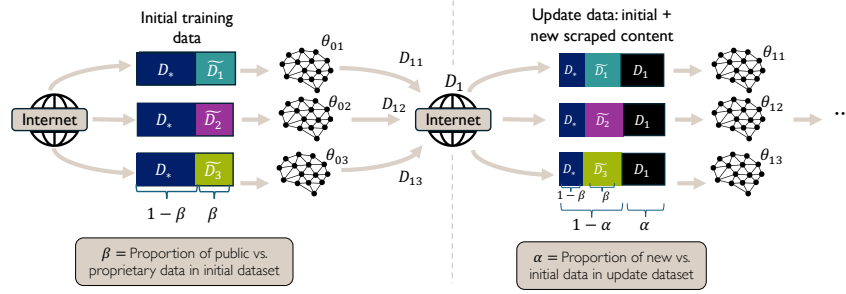 Initial training
data
Update data: initial +
new scraped content
Internet
D* D̃1
D* D̃2
D* D̃3
θ01
θ02
θ03
1 − β β
D11
D12
D13
D1
Internet
D* D̃1 D1
D* D̃2 D1
D* D̃3 D1
θ11
θ12
θ13
..
1−β β
1 − α α
β = Proportion of public vs.
proprietary data in initial dataset
α = Proportion of new vs.
initial data in update dataset